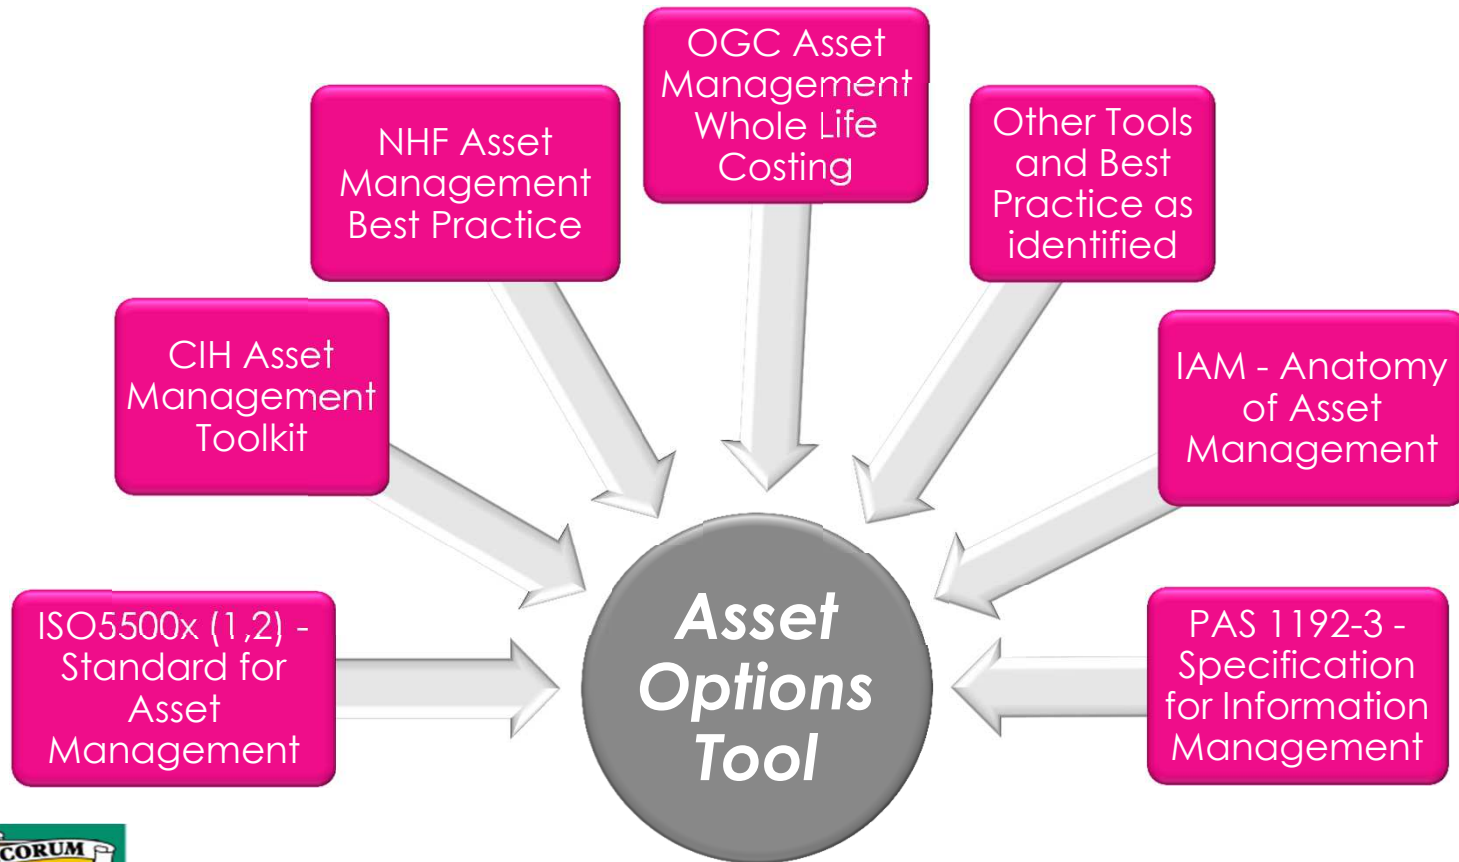 OGC Asset
Management
Whole Life
Costing
NHF Asset
Management
Best Practice
Other Tools
and Best
Practice as
identified
CIH Asset
Management
Toolkit
IAM - Anatomy
of Asset
Management
ISO5500x (1,2) -
Standard for
Asset
Management
Asset
Options
Tool
PAS 1192-3 -
Specification
for Information
Management
CORUM